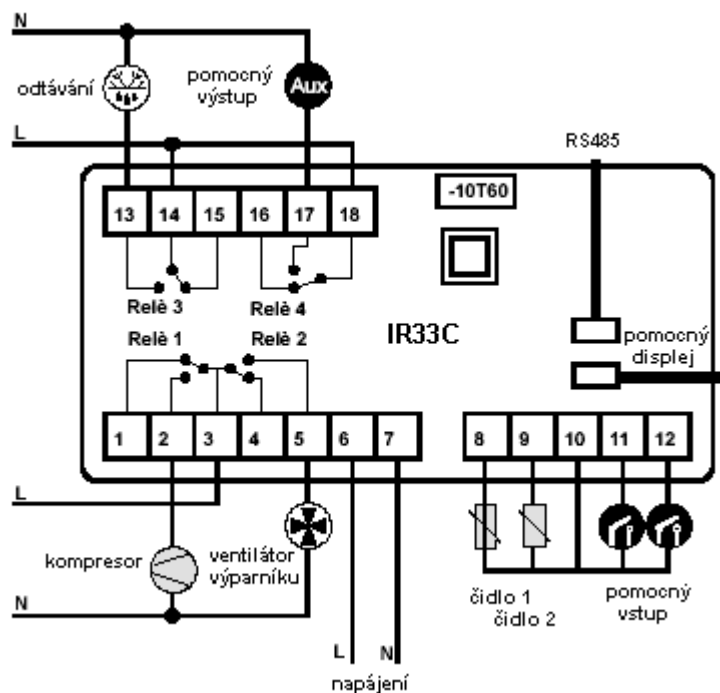 N
odtávání
pomocný
výstup
Aux
L
RS485
-10T60
13 14 15 16 17 18
Relè 3 Relè 4
Relè 1 Relè 2
IR33C
pomocný
displej
1 2 3 4 5 6 7
8 9 10 11 12
L
kompresor
ventilátor
výparníku
N
čidlo 1
čidlo 2
pomocný
vstup
L N
napájení